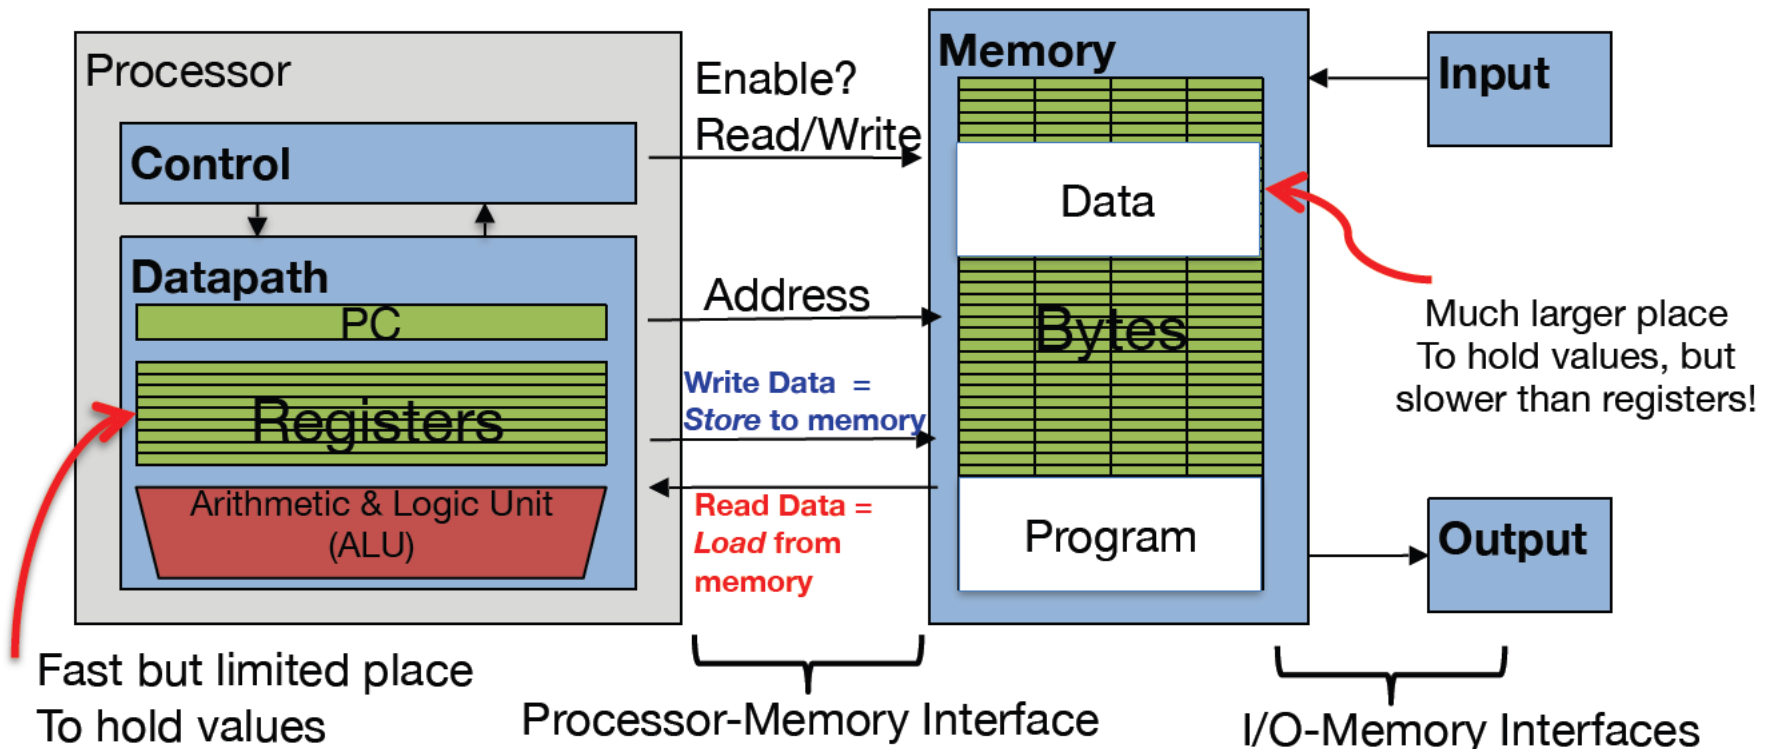 Processor
Control
Datapath
PC
Registers
Arithmetic & Logic Unit
(ALU)
Fast but limited place
To hold values
Enable?
Read/Write
Address
Write Data =
Store to memory
Read Data =
Load from
memory
Processor-Memory Interface
Memory
Data
Bytes
Program
Input
Much larger place
To hold values, but
slower than registers!
Output
I/O-Memory Interfaces